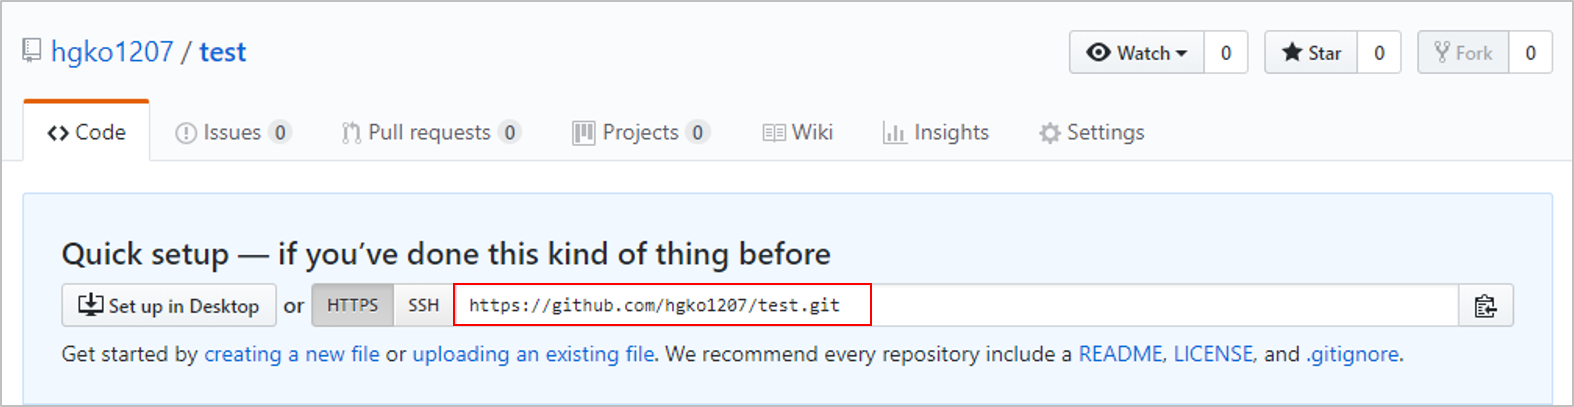 hgko1207 / test
Watch 0 Star 0 Fork 0
Code Issues 0 Pull requests 0 Projects 0 Wiki Insights Settings
Quick setup — if you’ve done this kind of thing before
Set up in Desktop or HTTPS SSH https://github.com/hgko1207/test.git
Get started by creating a new file or uploading an existing file. We recommend every repository include a README, LICENSE, and .gitignore.